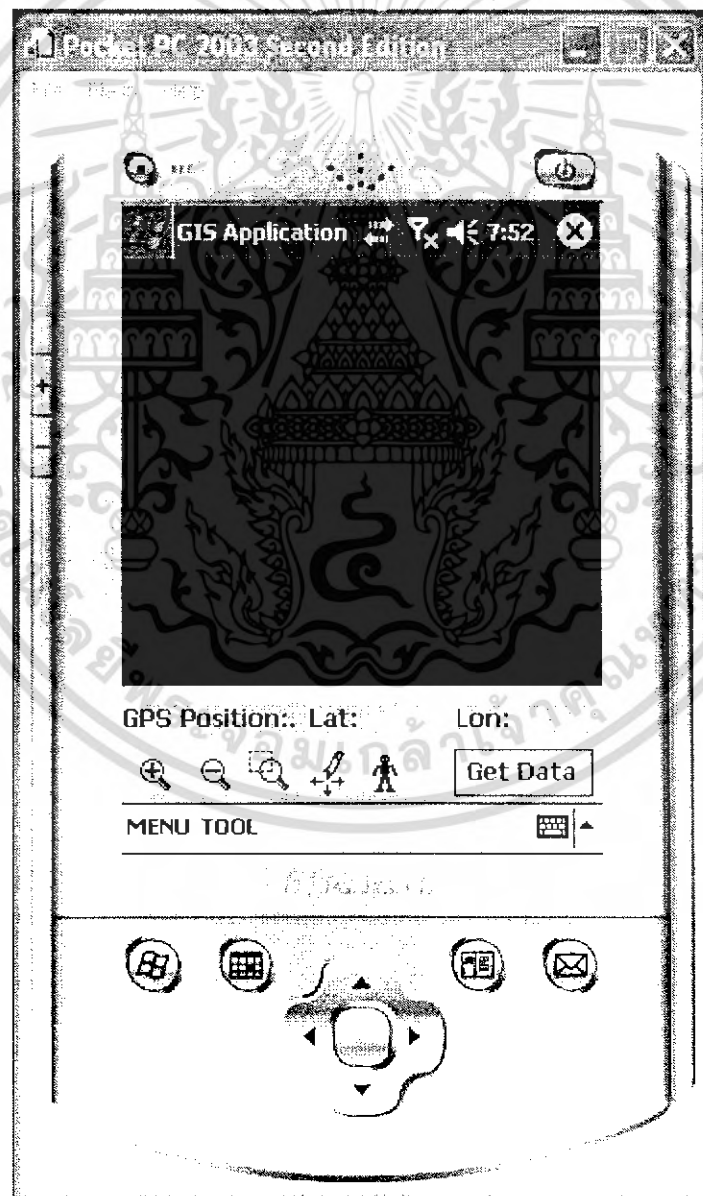 Pocket PC 2003 Second Edition
GIS Application 7:52
GPS Position:. Lat: Lon:
Get Data
MENU TOOL